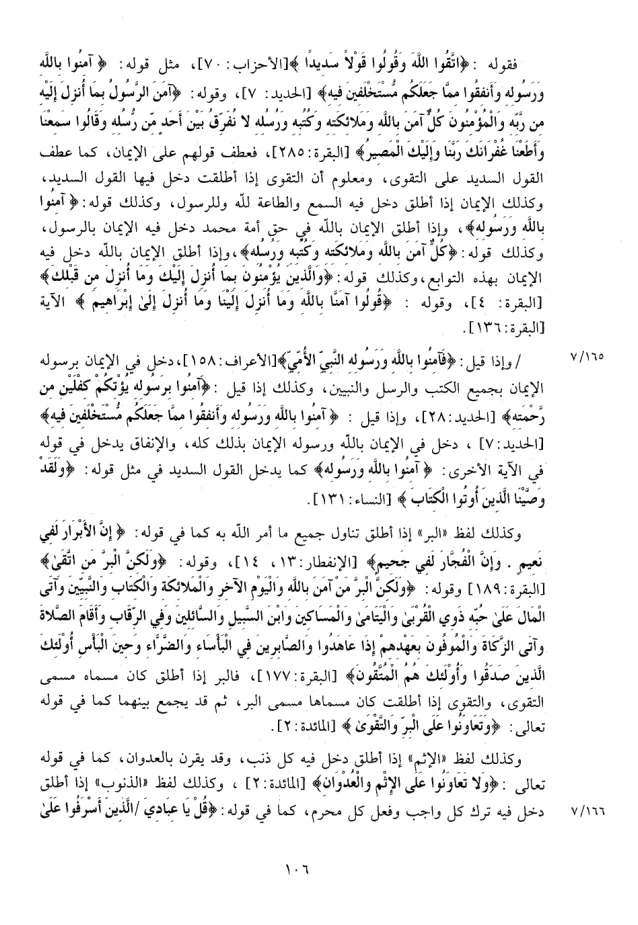 فقوله : ﴿اتَّقُوا اللَّهَ وَقُولُوا قَوْلاً سَدِيدًا ﴾[الأحزاب: ٧٠]، مثل قوله: ﴿ آمِنُوا بِاللَّه
وَرَسُولِهِ وَأَنفِقُوا مِمَّا جَعَلَكُم مُّسْتَخْلَفِينَ فِيهِ﴾ [الحديد: ٧]، وقوله: ﴿آمَنَ الرَّسُولُ بِمَا أُنزِلَ إِلَيْهِ
مِن رَّبِّهِ وَالْمُؤْمِنُونَ كُلٌّ آمَنَ بِاللَّهِ وَمَلائِكَتِهِ وَكُتُبِهِ وَرُسُلِهِ لا نُفَرِّقُ بَيْنَ أَحَدٍ مِّن رُّسُلِهِ وَقَالُوا سَمِعْنَا
وَأَطَعْنَا غُفْرَانَكَ رَبَّنَا وَإِلَيْكَ الْمَصِيرُ﴾ [البقرة: ٢٨٥]، فعطف قولهم على الإيمان، كما عطف
القول السديد على التقوى، ومعلوم أن التقوى إذا أطلقت دخل فيها القول السديد،
وكذلك الإيمان إذا أطلق دخل فيه السمع والطاعة لله وللرسول، وكذلك قوله: ﴿آمِنُوا
بِاللَّهِ وَرَسُولِهِ﴾، وإذا أطلق الإيمان بالله في حق أمة محمد دخل فيه الإيمان بالرسول،
وكذلك قوله: ﴿كُلٌّ آمَنَ بِاللَّهِ وَمَلائِكَتِهِ وَكُتُبِهِ وَرُسُلِهِ﴾،وإذا أطلق الإيمان بالله دخل فيه
الإيمان بهذه التوابع،وكذلك قوله: ﴿وَالَّذِينَ يُؤْمِنُونَ بِمَا أُنزِلَ إِلَيْكَ وَمَا أُنزِلَ مِن قَبْلِكَ﴾
[البقرة: ٤]، وقوله : ﴿قُولُوا آمَنَّا بِاللَّهِ وَمَا أُنزِلَ إِلَيْنَا وَمَا أُنزِلَ إِلَىٰ إِبْرَاهِيمَ ﴾ الآية
[البقرة:١٣٦].
٧/١٦٥ / وإذا قيل: ﴿فَآمِنُوا بِاللَّهِ وَرَسُولِهِ النَّبِيِّ الأُمِّيِّ﴾[الأعراف:١٥٨]،دخل في الإيمان برسوله
الإيمان بجميع الكتب والرسل والنبيين، وكذلك إذا قيل : ﴿آمِنُوا بِرَسُولِهِ يُؤْتِكُمْ كِفْلَيْنِ مِن
رَّحْمَتِهِ﴾ [الحديد:٢٨]، وإذا قيل : ﴿ آمِنُوا بِاللَّهِ وَرَسُولِهِ وَأَنفِقُوا مِمَّا جَعَلَكُم مُّسْتَخْلَفِينَ فِيهِ﴾
[الحديد:٧] ، دخل في الإيمان بالله ورسوله الإيمان بذلك كله، والإنفاق يدخل في قوله
في الآية الأخرى: ﴿ آمِنُوا بِاللَّهِ وَرَسُولِهِ﴾ كما يدخل القول السديد في مثل قوله: ﴿وَلَقَدْ
وَصَّيْنَا الَّذِينَ أُوتُوا الْكِتَابَ ﴾ [النساء:١٣١].
وكذلك لفظ «البر» إذا أطلق تناول جميع ما أمر الله به كما في قوله: ﴿ إِنَّ الأَبْرَارَ لَفِي
نَعِيمٍ . وَإِنَّ الْفُجَّارَ لَفِي جَحِيمٍ﴾ [الإنفطار:١٣، ١٤ ]، وقوله: ﴿وَلَكِنَّ الْبِرَّ مَنِ اتَّقَىٰ﴾
[البقرة:١٨٩] وقوله: ﴿وَلَكِنَّ الْبِرَّ مَنْ آمَنَ بِاللَّهِ وَالْيَوْمِ الآخِرِ وَالْمَلائِكَةِ وَالْكِتَابِ وَالنَّبِيِّينَ وَآتَى
الْمَالَ عَلَىٰ حُبِّهِ ذَوِي الْقُرْبَىٰ وَالْيَتَامَىٰ وَالْمَسَاكِينَ وَابْنَ السَّبِيلِ وَالسَّائِلِينَ وَفِي الرِّقَابِ وَأَقَامَ الصَّلاةَ
وَآتَى الزَّكَاةَ وَالْمُوفُونَ بِعَهْدِهِمْ إِذَا عَاهَدُوا وَالصَّابِرِينَ فِي الْبَأْسَاءِ وَالضَّرَّاءِ وَحِينَ الْبَأْسِ أُوْلَئِكَ
الَّذِينَ صَدَقُوا وَأُوْلَئِكَ هُمُ الْمُتَّقُونَ﴾ [البقرة:١٧٧]، فالبر إذا أطلق كان مسماه مسمى
التقوى، والتقوى إذا أطلقت كان مسماها مسمى البر، ثم قد يجمع بينهما كما في قوله
تعالى: ﴿وَتَعَاوَنُوا عَلَى الْبِرِّ وَالتَّقْوَىٰ ﴾ [المائدة:٢].
وكذلك لفظ «الإثم» إذا أطلق دخل فيه كل ذنب، وقد يقرن بالعدوان، كما في قوله
تعالى : ﴿وَلا تَعَاوَنُوا عَلَى الإِثْمِ وَالْعُدْوَانِ﴾ [المائدة:٢] ، وكذلك لفظ «الذنوب» إذا أطلق
٧/١٦٦ دخل فيه ترك كل واجب وفعل كل محرم، كما في قوله: ﴿قُلْ يَا عِبَادِيَ /الَّذِينَ أَسْرَفُوا عَلَىٰ
١٠٦